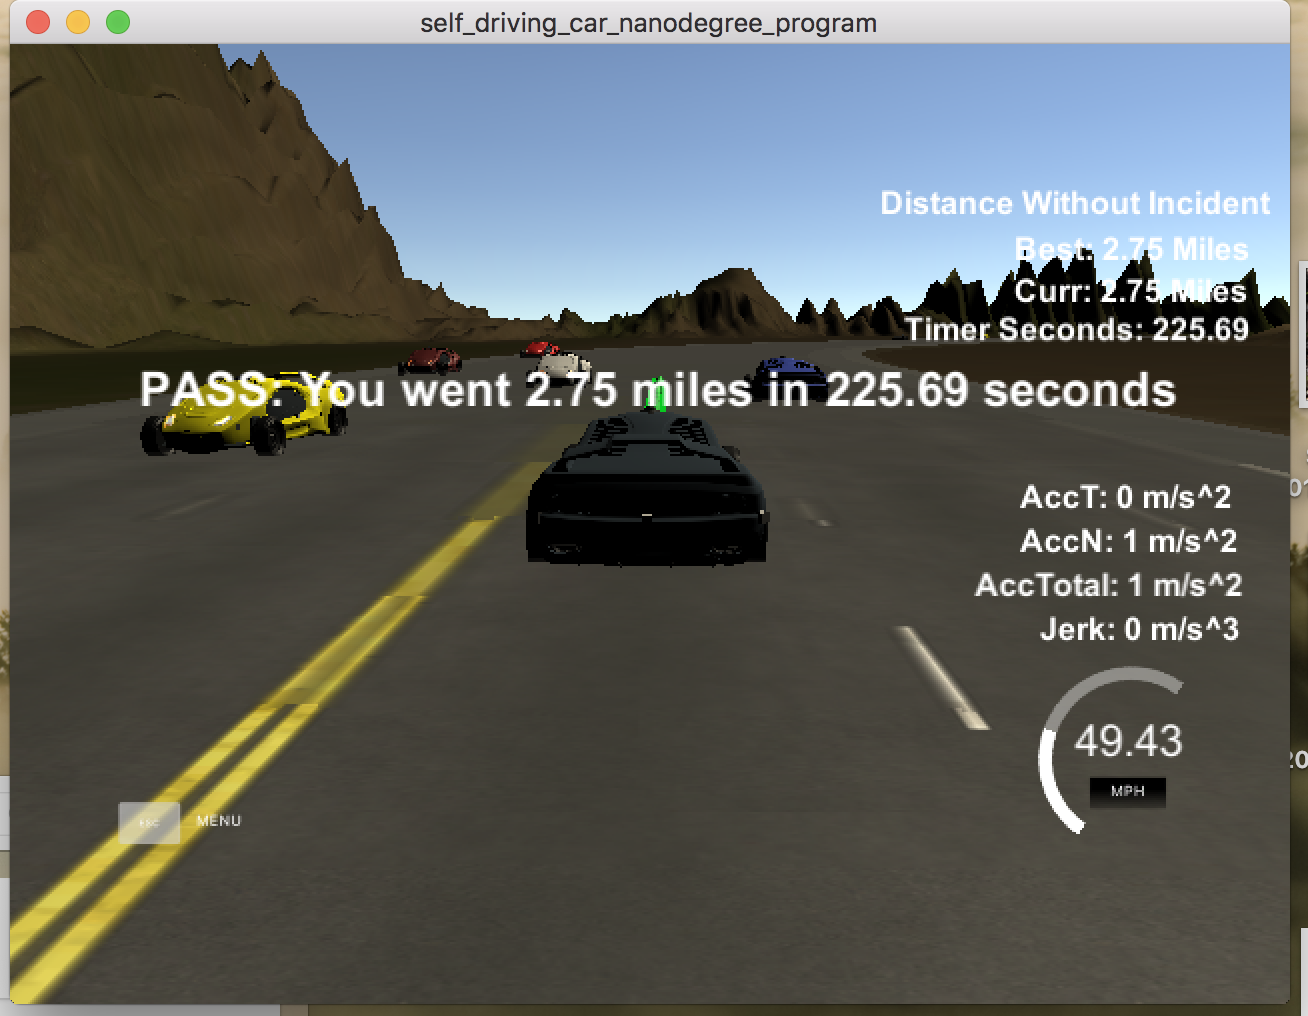 self_driving_car_nanodegree_program
Distance Without Incident
Best: 2.75 Miles
Curr: 2.75 Miles
Timer Seconds: 225.69
PASS. You went 2.75 miles in 225.69 seconds
AccT: 0 m/s^2
AccN: 1 m/s^2
AccTotal: 1 m/s^2
Jerk: 0 m/s^3
49.43
MPH
ESC MENU